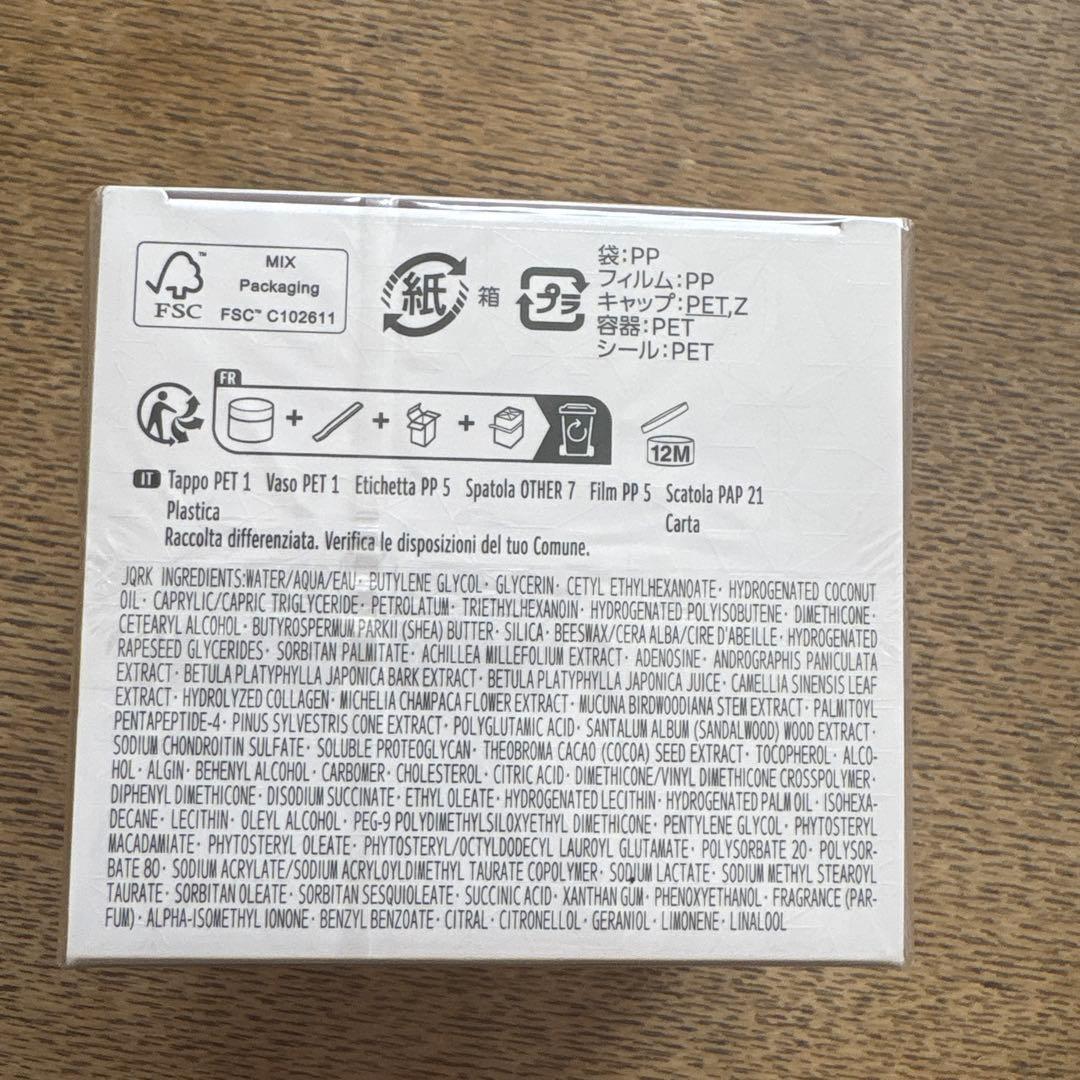 MIX
Packaging
FSC™ C102611
FSC™
紙
箱
プラ
袋:PP
フィルム:PP
キャップ:PET,Z
容器:PET
シール:PET
FR
+ + +
12M
IT Tappo PET 1 Vaso PET 1 Etichetta PP 5 Spatola OTHER 7 Film PP 5 Scatola PAP 21
Plastica Carta
Raccolta differenziata. Verifica le disposizioni del tuo Comune.
JQRK INGREDIENTS:WATER/AQUA/EAU· BUTYLENE GLYCOL· GLYCERIN· CETYL ETHYLHEXANOATE· HYDROGENATED COCONUT
OIL· CAPRYLIC/CAPRIC TRIGLYCERIDE· PETROLATUM· TRIETHYLHEXANOIN· HYDROGENATED POLYISOBUTENE· DIMETHICONE·
CETEARYL ALCOHOL· BUTYROSPERMUM PARKII (SHEA) BUTTER· SILICA· BEESWAX/CERA ALBA/CIRE D'ABEILLE· HYDROGENATED
RAPESEED GLYCERIDES· SORBITAN PALMITATE· ACHILLEA MILLEFOLIUM EXTRACT· ADENOSINE· ANDROGRAPHIS PANICULATA
EXTRACT· BETULA PLATYPHYLLA JAPONICA BARK EXTRACT· BETULA PLATYPHYLLA JAPONICA JUICE· CAMELLIA SINENSIS LEAF
EXTRACT· HYDROLYZED COLLAGEN· MICHELIA CHAMPACA FLOWER EXTRACT· MUCUNA BIRDWOODIANA STEM EXTRACT· PALMITOYL
PENTAPEPTIDE-4· PINUS SYLVESTRIS CONE EXTRACT· POLYGLUTAMIC ACID· SANTALUM ALBUM (SANDALWOOD) WOOD EXTRACT·
SODIUM CHONDROITIN SULFATE· SOLUBLE PROTEOGLYCAN· THEOBROMA CACAO (COCOA) SEED EXTRACT· TOCOPHEROL· ALCO-
HOL· ALGIN· BEHENYL ALCOHOL· CARBOMER· CHOLESTEROL· CITRIC ACID· DIMETHICONE/VINYL DIMETHICONE CROSSPOLYMER·
DIPHENYL DIMETHICONE· DISODIUM SUCCINATE· ETHYL OLEATE· HYDROGENATED LECITHIN· HYDROGENATED PALM OIL· ISOHEXA-
DECANE· LECITHIN· OLEYL ALCOHOL· PEG-9 POLYDIMETHYLSILOXYETHYL DIMETHICONE· PENTYLENE GLYCOL· PHYTOSTERYL
MACADAMIATE· PHYTOSTERYL OLEATE· PHYTOSTERYL/OCTYLDODECYL LAUROYL GLUTAMATE· POLYSORBATE 20· POLYSOR-
BATE 80· SODIUM ACRYLATE/SODIUM ACRYLOYLDIMETHYL TAURATE COPOLYMER· SODIUM LACTATE· SODIUM METHYL STEAROYL
TAURATE· SORBITAN OLEATE· SORBITAN SESQUIOLEATE· SUCCINIC ACID· XANTHAN GUM· PHENOXYETHANOL· FRAGRANCE (PAR-
FUM)· ALPHA-ISOMETHYL IONONE· BENZYL BENZOATE· CITRAL· CITRONELLOL· GERANIOL· LIMONENE· LINALOOL